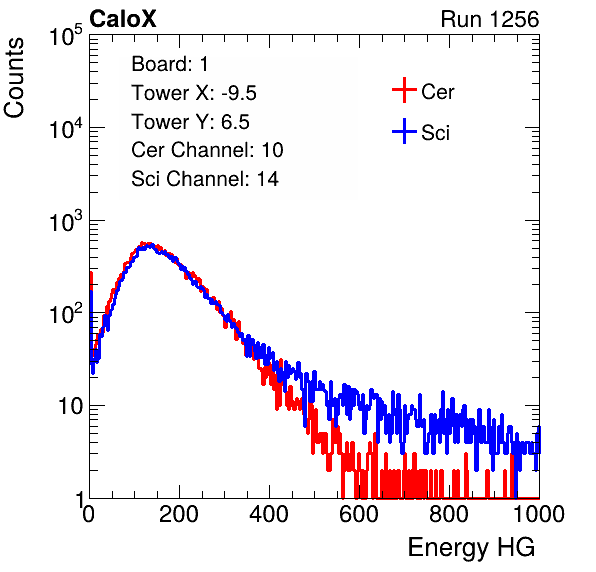 CaloX Run 1256
Counts
10^5
10^4
10^3
10^2
10
1
Board: 1
Tower X: -9.5
Tower Y: 6.5
Cer Channel: 10
Sci Channel: 14
Cer
Sci
0 200 400 600 800 1000
Energy HG